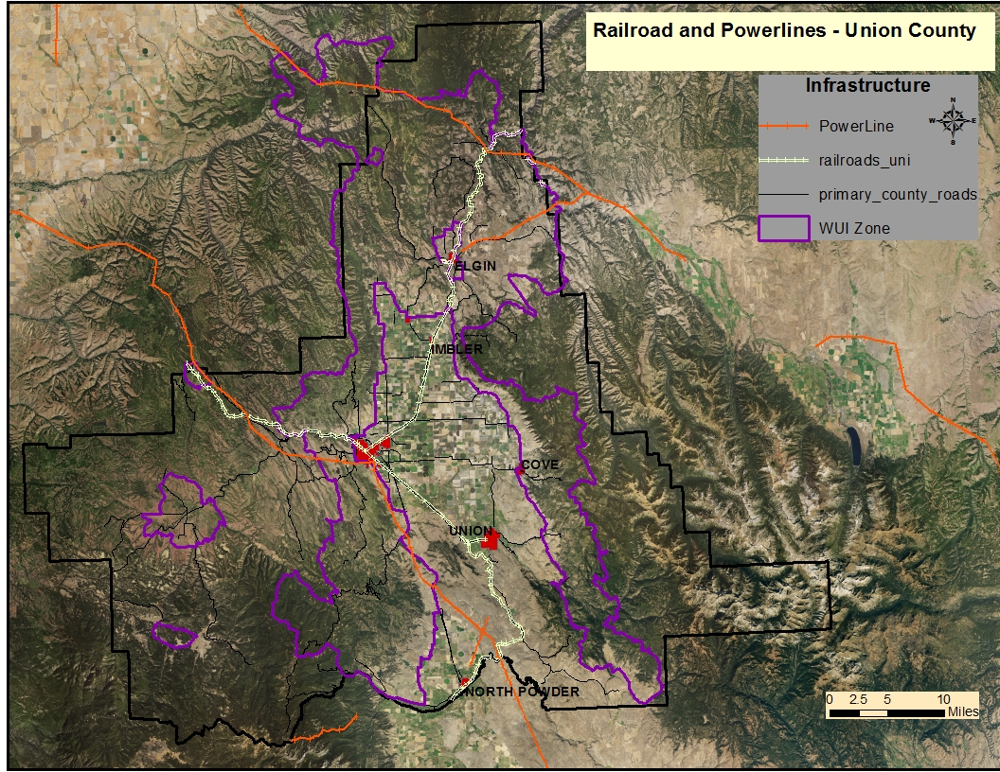 Railroad and Powerlines - Union County
Infrastructure
N
W E
S
PowerLine
railroads_uni
primary_county_roads
WUI Zone
ELGIN
IMBLER
COVE
UNION
NORTH POWDER
0 2.5 5 10
Miles